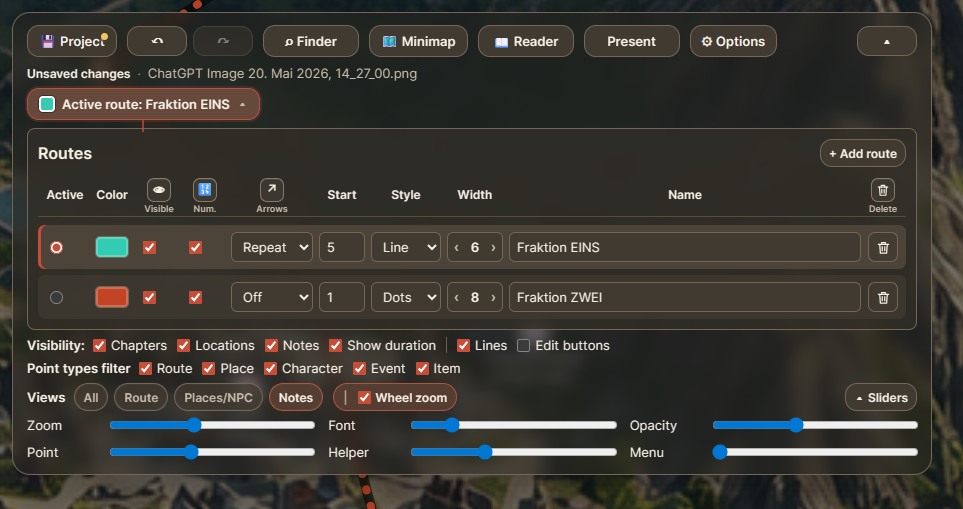 Project Finder Minimap Reader Present Options
Unsaved changes · ChatGPT Image 20. Mai 2026, 14_27_00.png
Active route: Fraktion EINS
Routes + Add route
Active Color Visible Num. Arrows Start Style Width Name Delete
Repeat 5 Line ‹ 6 › Fraktion EINS
Off 1 Dots ‹ 8 › Fraktion ZWEI
Visibility: Chapters Locations Notes Show duration Lines Edit buttons
Point types filter Route Place Character Event Item
Views All Route Places/NPC Notes | Wheel zoom Sliders
Zoom Font Opacity
Point Helper Menu